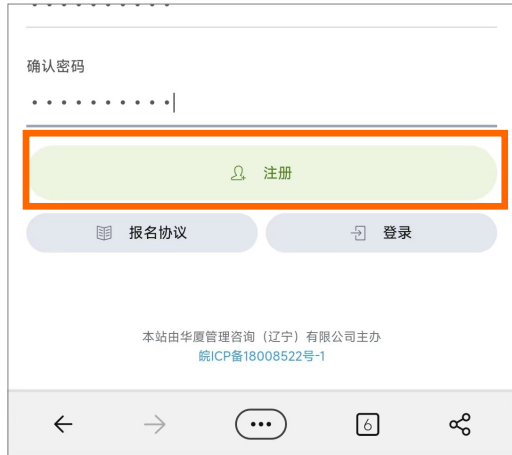 确认密码
注册
报名协议
登录
本站由华厦管理咨询（辽宁）有限公司主办
皖ICP备18008522号-1
6